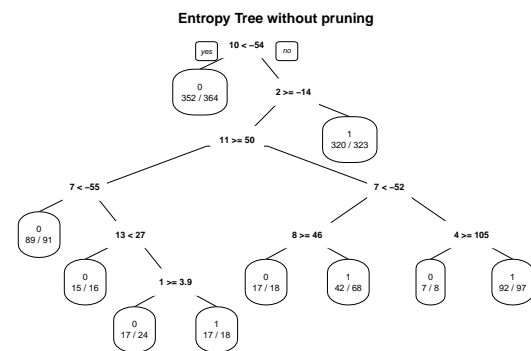 Entropy Tree without pruning
yes
10 < −54
no
0
352 / 364
2 >= −14
1
320 / 323
11 >= 50
7 < −55
7 < −52
0
89 / 91
13 < 27
8 >= 46
4 >= 105
0
15 / 16
1 >= 3.9
0
17 / 18
1
42 / 68
0
7 / 8
1
92 / 97
0
17 / 24
1
17 / 18